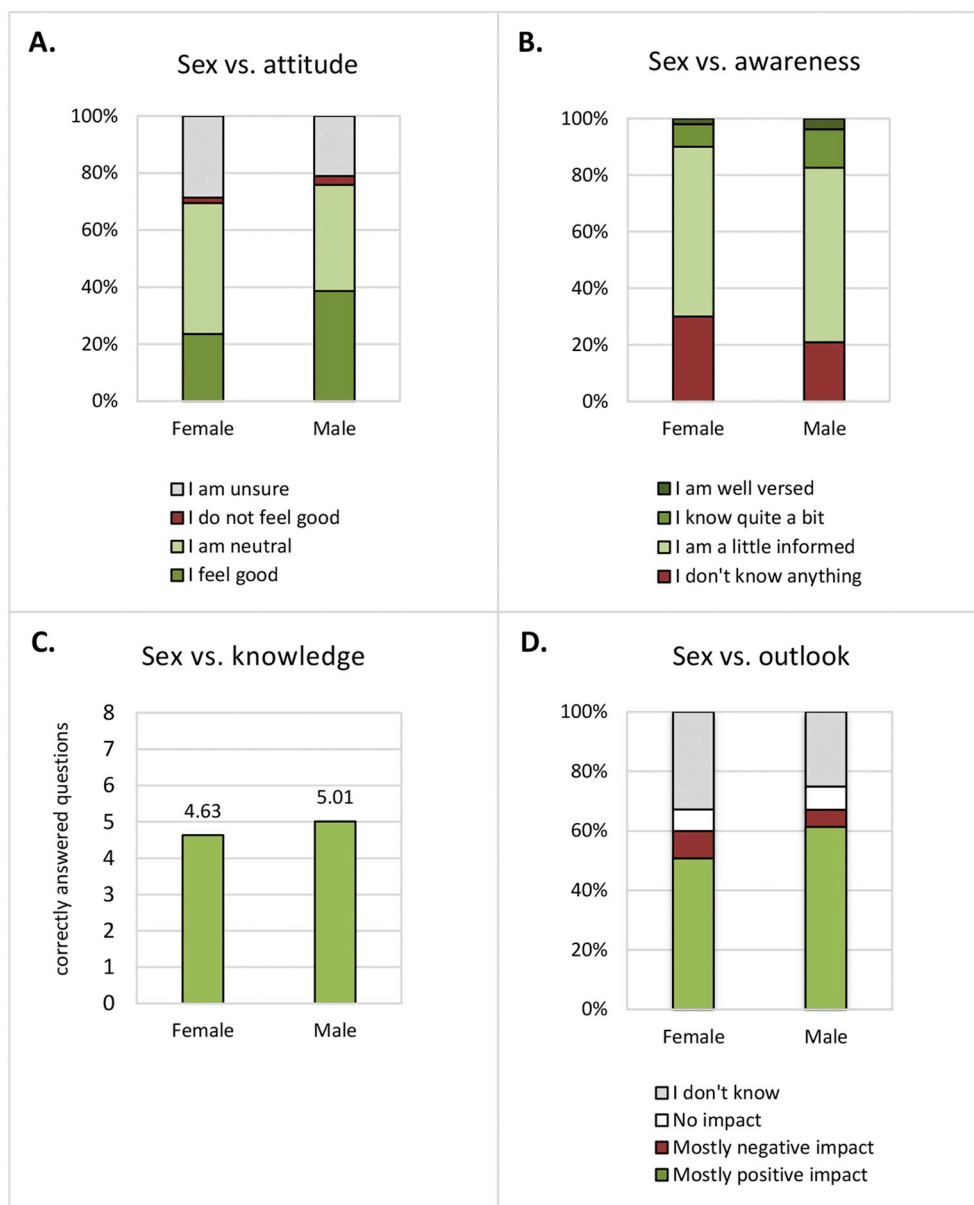 A.
Sex vs. attitude
100%
80%
60%
40%
20%
0%
Female Male
I am unsure
I do not feel good
I am neutral
I feel good
B.
Sex vs. awareness
100%
80%
60%
40%
20%
0%
Female Male
I am well versed
I know quite a bit
I am a little informed
I don't know anything
C.
Sex vs. knowledge
correctly answered questions
8
7
6
5
4
3
2
1
0
4.63
5.01
Female Male
D.
Sex vs. outlook
100%
80%
60%
40%
20%
0%
Female Male
I don't know
No impact
Mostly negative impact
Mostly positive impact